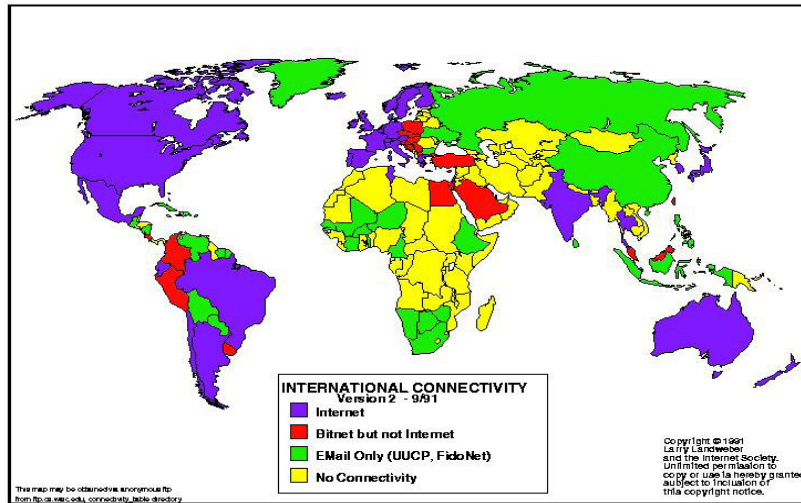 INTERNATIONAL CONNECTIVITY
Version 2 - 9/91
Internet
Bitnet but not Internet
EMail Only (UUCP, FidoNet)
No Connectivity
This map may be obtained via anonymous ftp
from ftp.cs.wisc.edu, connectivity_table directory
Copyright © 1991
Larry Landweber
and the Internet Society.
Unlimited permission to
copy or use is hereby granted
subject to inclusion of
this copyright notice.